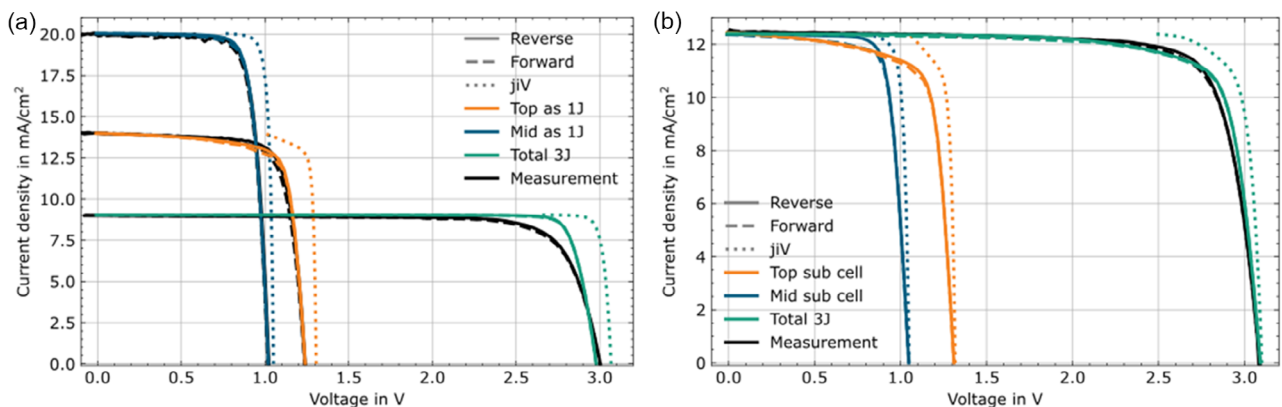 (a)
Current density in mA/cm²
20.0
17.5
15.0
12.5
10.0
7.5
5.0
2.5
0.0
0.0 0.5 1.0 1.5 2.0 2.5 3.0
Voltage in V
Reverse
Forward
jiV
Top as 1J
Mid as 1J
Total 3J
Measurement
(b)
Current density in mA/cm²
12
10
8
6
4
2
0
0.0 0.5 1.0 1.5 2.0 2.5 3.0
Voltage in V
Reverse
Forward
jiV
Top sub cell
Mid sub cell
Total 3J
Measurement